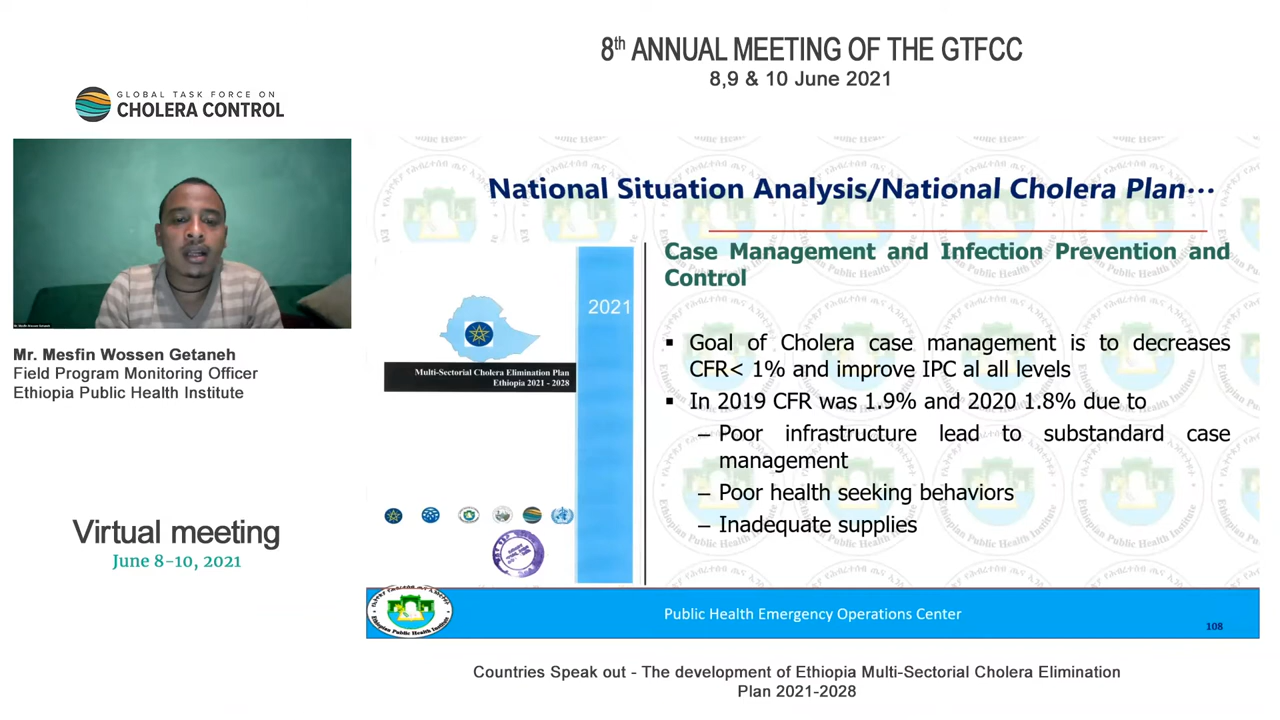 8th ANNUAL MEETING OF THE GTFCC
8,9 & 10 June 2021
GLOBAL TASK FORCE ON
CHOLERA CONTROL
Mr. Mesfin Wossen Getaneh
Field Program Monitoring Officer
Ethiopia Public Health Institute
Virtual meeting
June 8-10, 2021
National Situation Analysis/National Cholera Plan...
2021
Multi-Sectorial Cholera Elimination Plan
Ethiopia 2021 - 2028
Case Management and Infection Prevention and
Control
▪ Goal of Cholera case management is to decreases
CFR< 1% and improve IPC al all levels
▪ In 2019 CFR was 1.9% and 2020 1.8% due to
– Poor infrastructure lead to substandard case
management
– Poor health seeking behaviors
– Inadequate supplies
Ethiopian Public Health Institute
Public Health Emergency Operations Center
108
Countries Speak out - The development of Ethiopia Multi-Sectorial Cholera Elimination
Plan 2021-2028